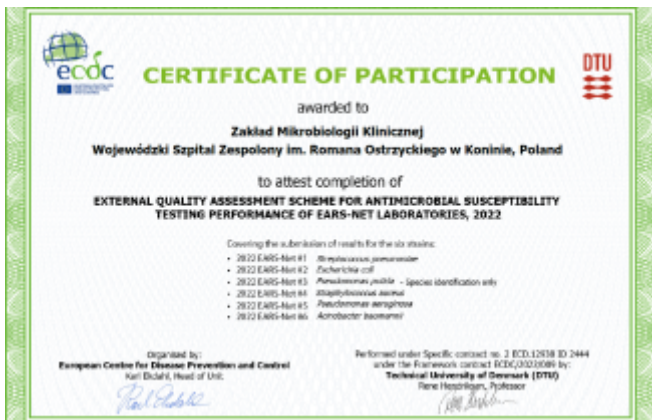 ecdc
DTU
CERTIFICATE OF PARTICIPATION
awarded to
Zakład Mikrobiologii Klinicznej
Wojewódzki Szpital Zespolony im. Romana Ostrzyckiego w Koninie, Poland
to attest completion of
EXTERNAL QUALITY ASSESSMENT SCHEME FOR ANTIMICROBIAL SUSCEPTIBILITY
TESTING PERFORMANCE OF EARS-NET LABORATORIES, 2022
Covering the submission of results for the six strains:
• 2022 EARS-Net #1 Streptococcus pneumoniae
• 2022 EARS-Net #2 Escherichia coli
• 2022 EARS-Net #3 Pseudomonas putida - Species identification only
• 2022 EARS-Net #4 Staphylococcus aureus
• 2022 EARS-Net #5 Pseudomonas aeruginosa
• 2022 EARS-Net #6 baumannii
Organised by:
European Centre for Disease Prevention and Control
Karl Ekdahl, Head of Unit
Performed under Specific contract no. 2 ECD.12938 ID 2444
under the Framework contract by:
Technical University of Denmark (DTU)
Rene Hendriksen, Professor